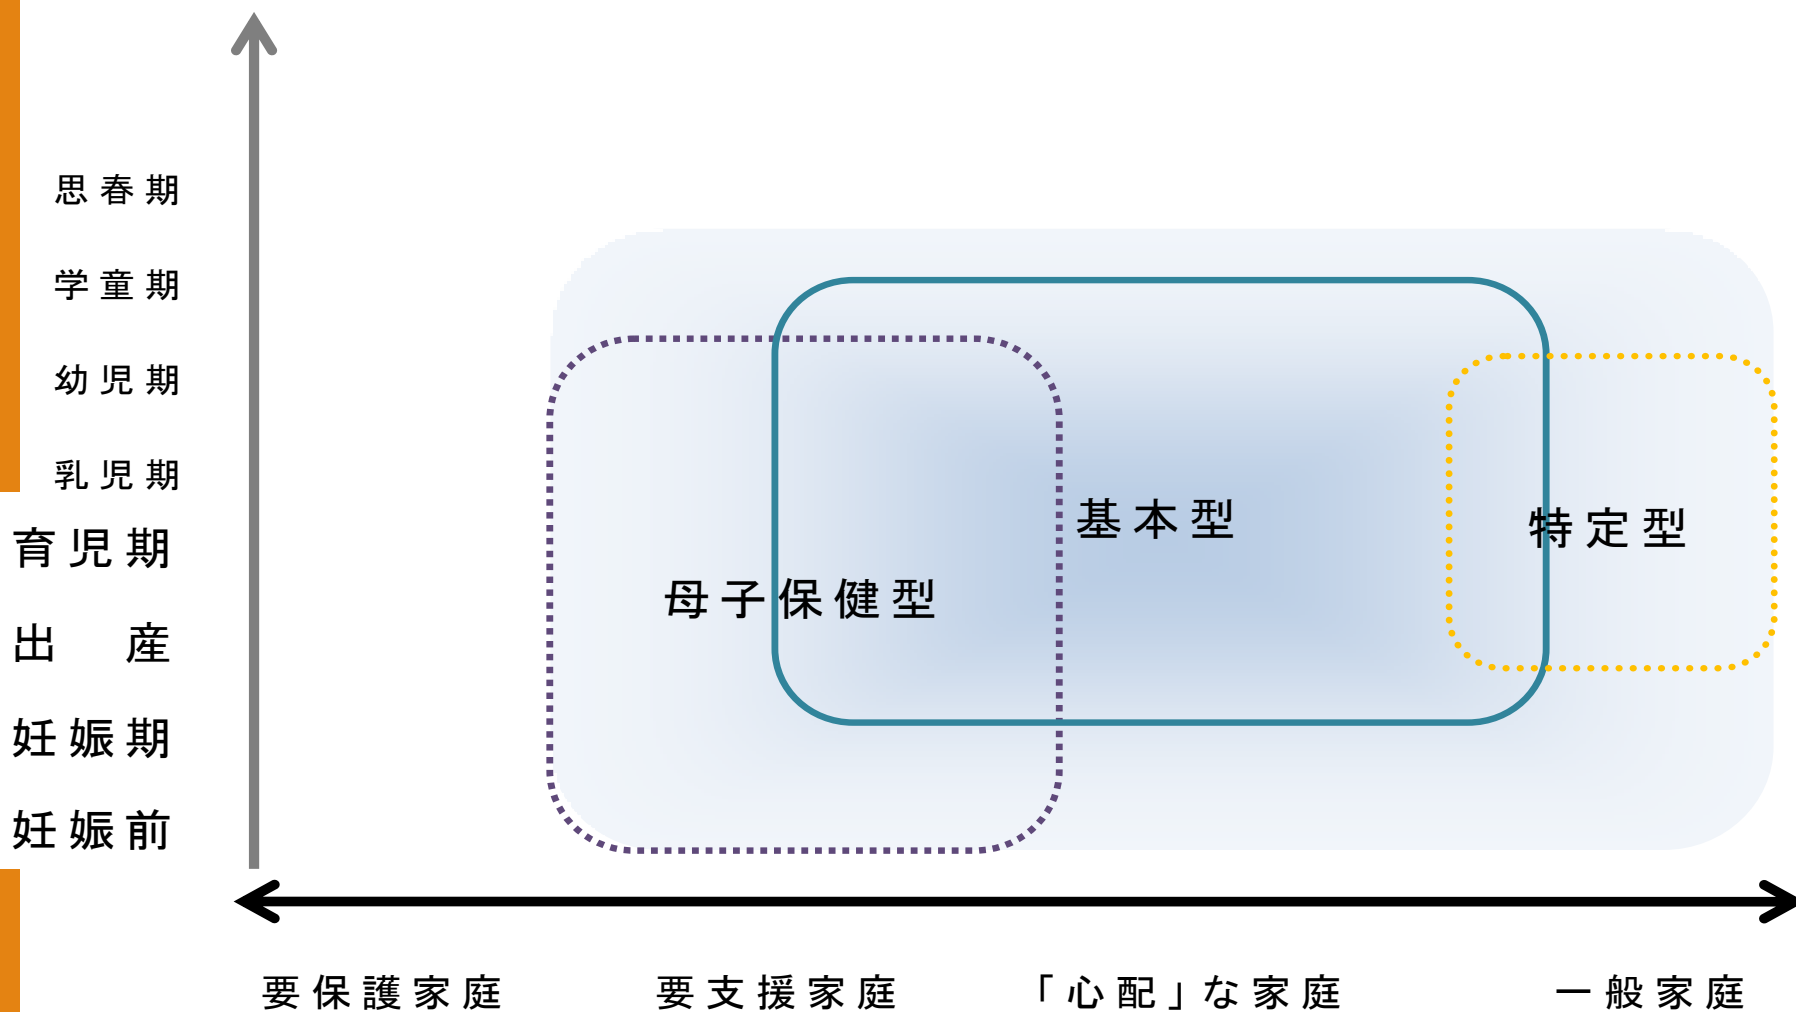 思春期
学童期
幼児期
乳児期
育児期
出　産
妊娠期
妊娠前
基本型
特定型
母子保健型
要保護家庭
要支援家庭
「心配」な家庭
一般家庭